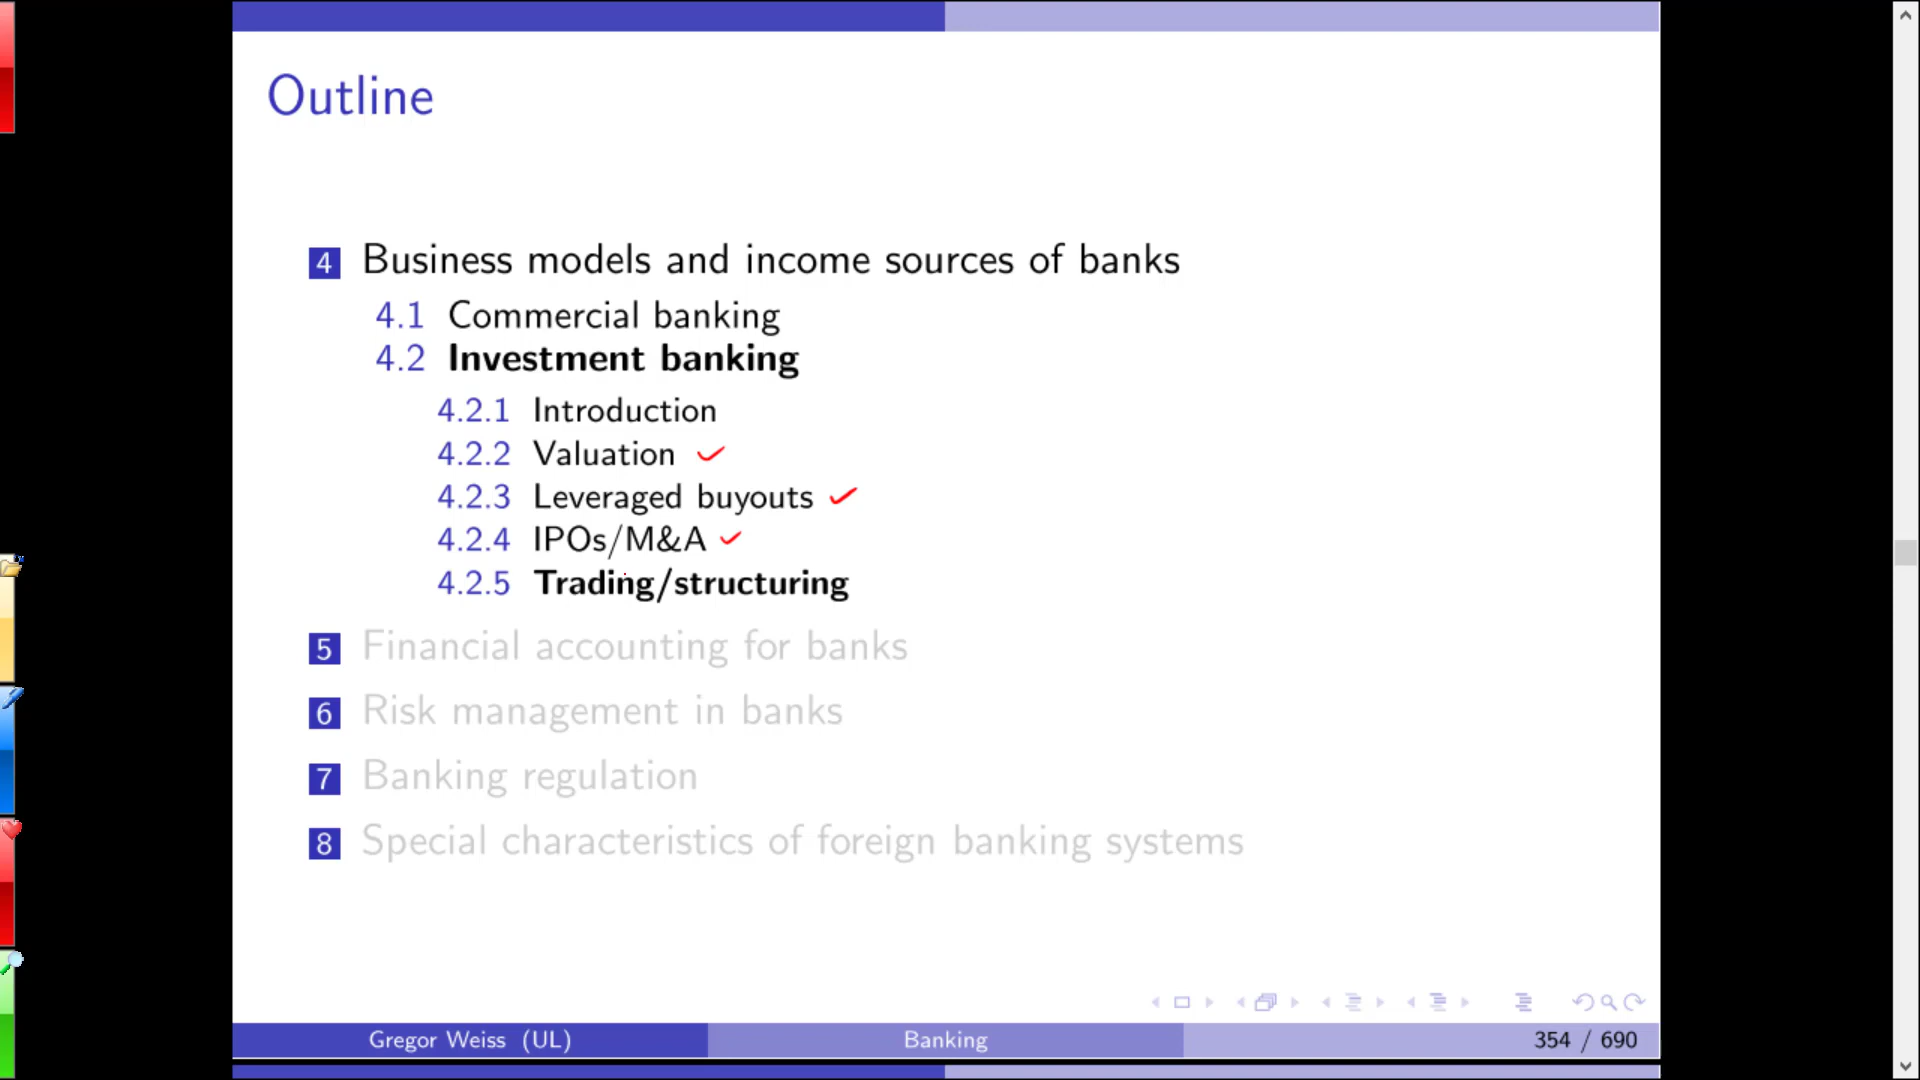 Outline
4 Business models and income sources of banks
4.1 Commercial banking
4.2 Investment banking
4.2.1 Introduction
4.2.2 Valuation
4.2.3 Leveraged buyouts
4.2.4 IPOs/M&A
4.2.5 Trading/structuring
5 Financial accounting for banks
6 Risk management in banks
7 Banking regulation
8 Special characteristics of foreign banking systems
Gregor Weiss (UL) Banking 354 / 690